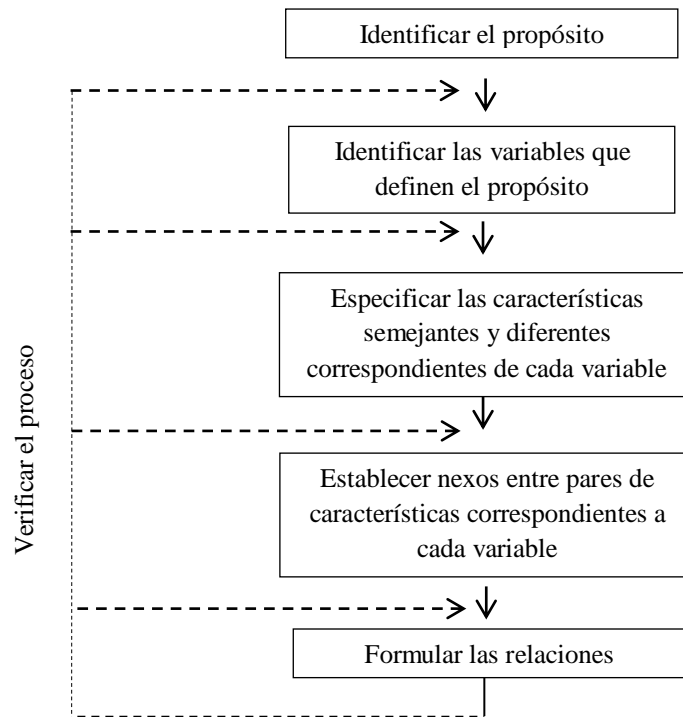 Identificar el propósito
Identificar las variables que
definen el propósito
Especificar las características
semejantes y diferentes
correspondientes de cada variable
Verificar el proceso
Establecer nexos entre pares de
características correspondientes a
cada variable
Formular las relaciones